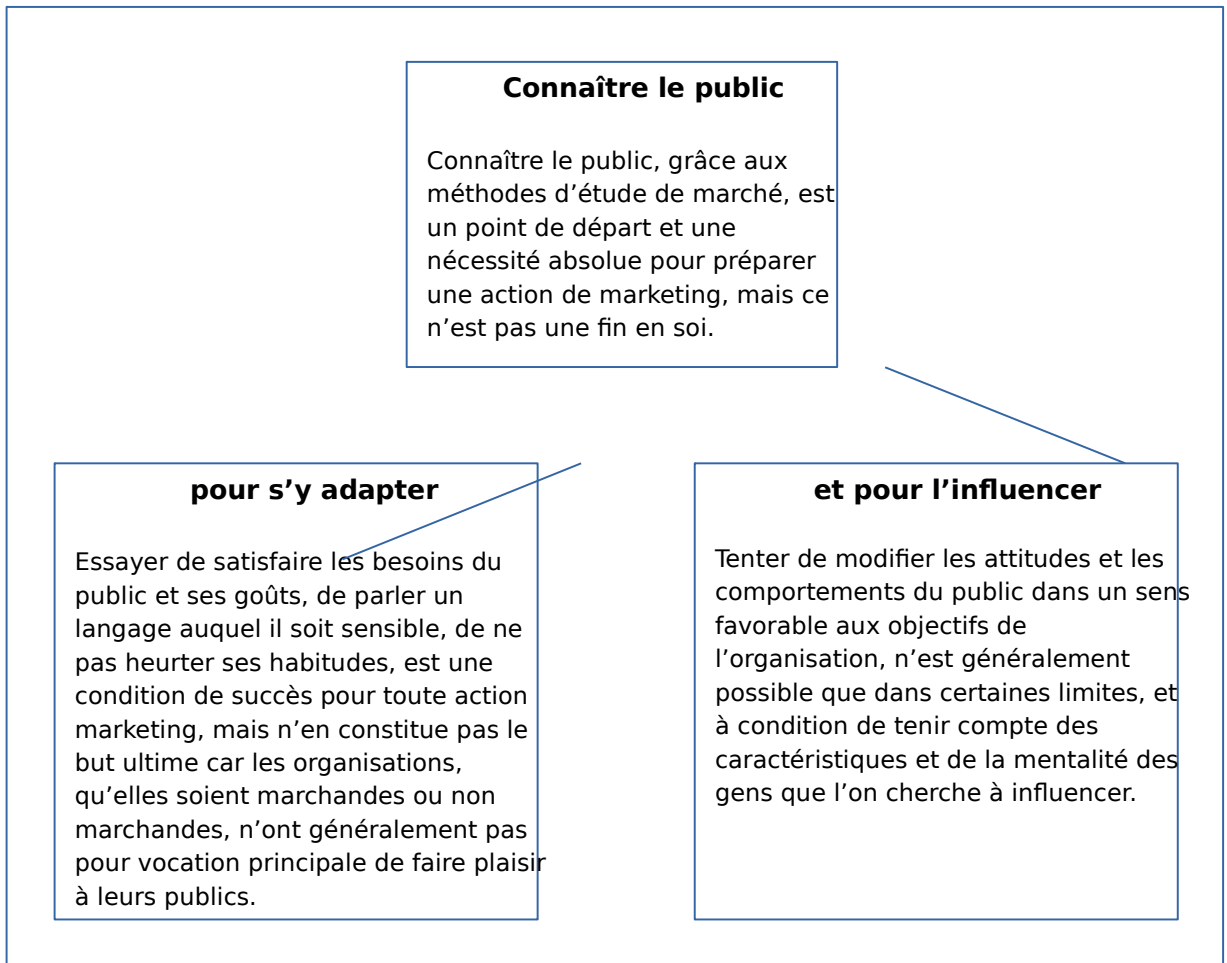 Connaître le public
Connaître le public, grâce aux
méthodes d’étude de marché, est
un point de départ et une
nécessité absolue pour préparer
une action de marketing, mais ce
n’est pas une fin en soi.
pour s’y adapter
Essayer de satisfaire les besoins du
public et ses goûts, de parler un
langage auquel il soit sensible, de ne
pas heurter ses habitudes, est une
condition de succès pour toute action
marketing, mais n’en constitue pas le
but ultime car les organisations,
qu’elles soient marchandes ou non
marchandes, n’ont généralement pas
pour vocation principale de faire plaisir
à leurs publics.
et pour l’influencer
Tenter de modifier les attitudes et les
comportements du public dans un sens
favorable aux objectifs de
l’organisation, n’est généralement
possible que dans certaines limites, et
à condition de tenir compte des
caractéristiques et de la mentalité des
gens que l’on cherche à influencer.